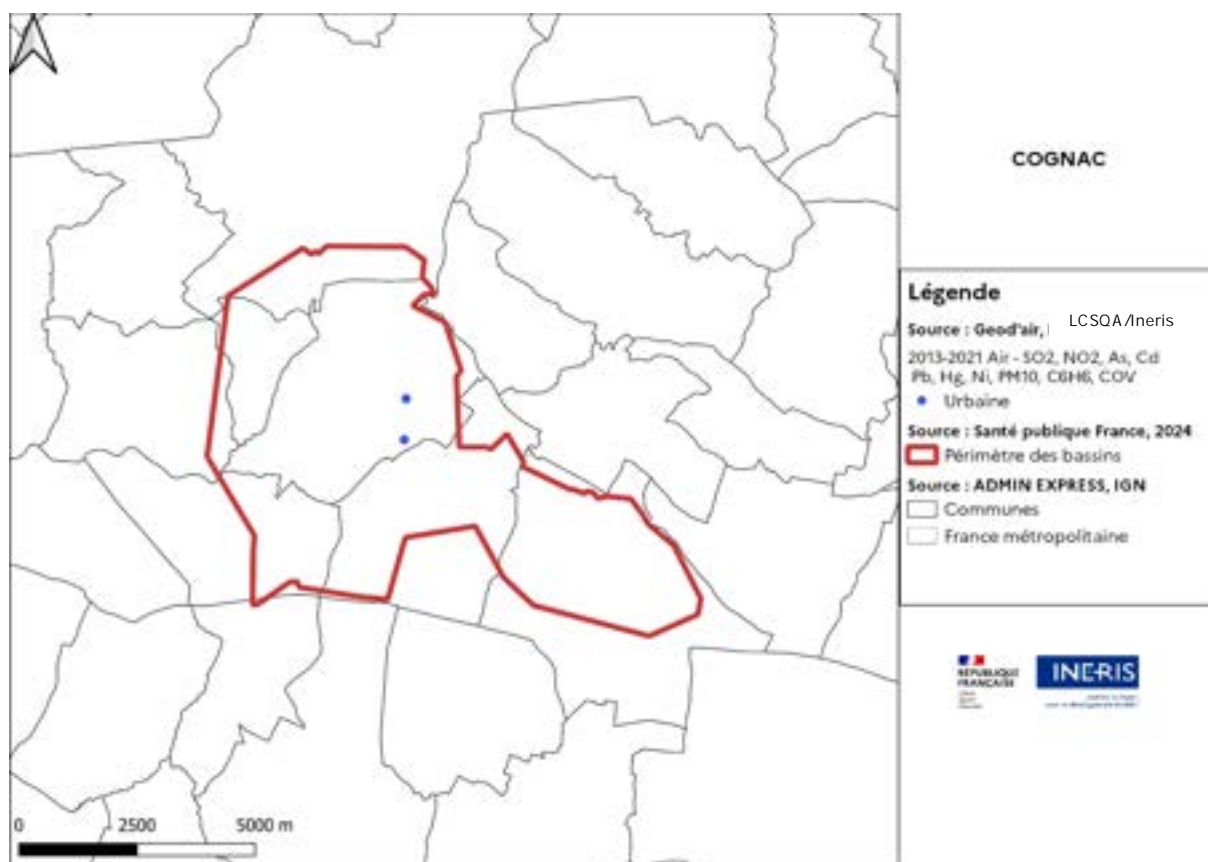 COGNAC
Légende
Source : Geod'air, LCSQA/Ineris
2013-2021 Air - SO2, NO2, As, Cd
Pb, Hg, Ni, PM10, C6H6, COV
Urbaine
Source : Santé publique France, 2024
Périmètre des bassins
Source : ADMIN EXPRESS, IGN
Communes
France métropolitaine
RÉPUBLIQUE
FRANÇAISE
INERIS
0 2500 5000 m